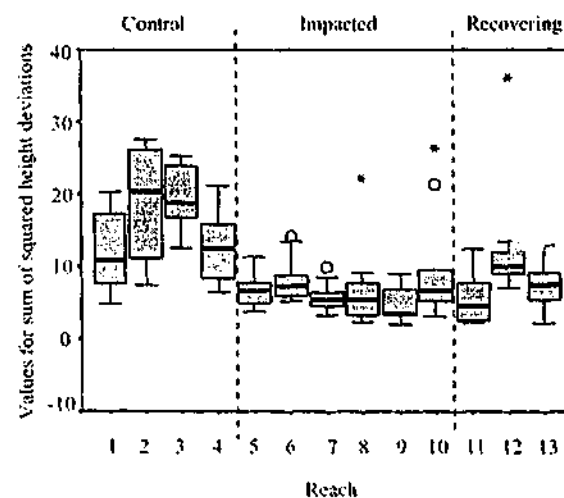 Control Impacted Recovering
Values for sum of squared height deviations
40
30
20
10
0
-10
1 2 3 4 5 6 7 8 9 10 11 12 13
Reach